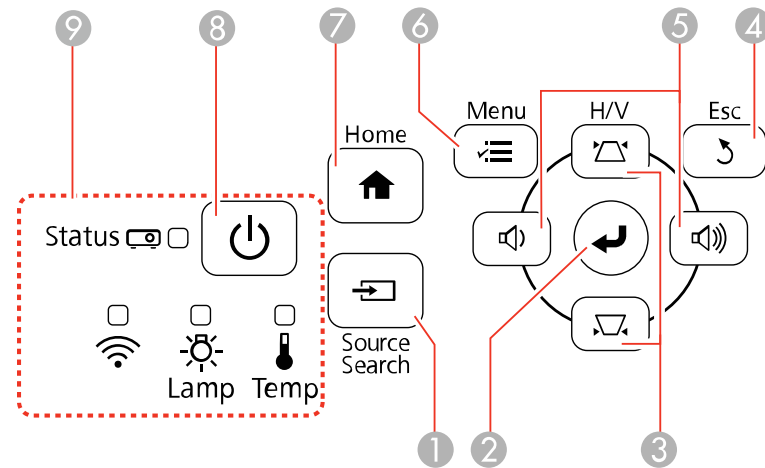 9
8
7
6
5
4
Menu
H/V
Esc
Home
Status
Source
Search
Lamp
Temp
1
2
3